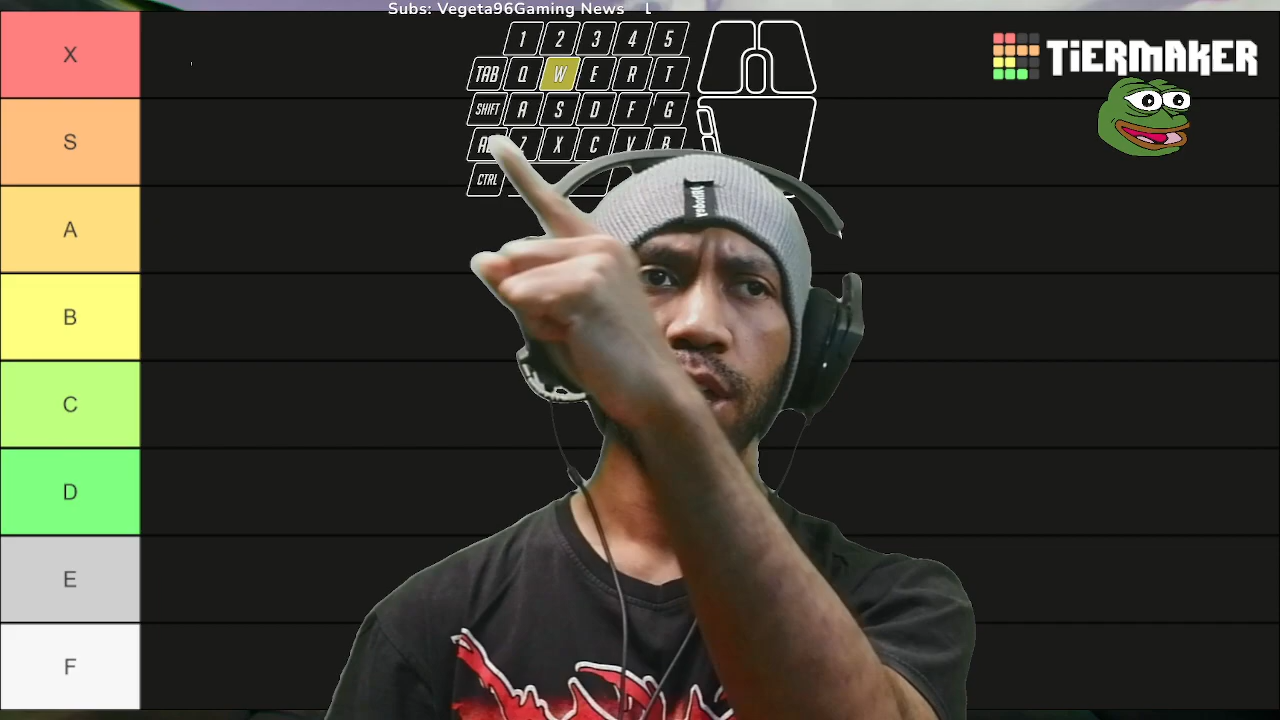 Subs: Vegeta96Gaming News
X
S
A
B
C
D
E
F
1 2 3 4 5
TAB Q W E R T
SHIFT A S D F G
Z X C V B
CTRL
TiERMAKER